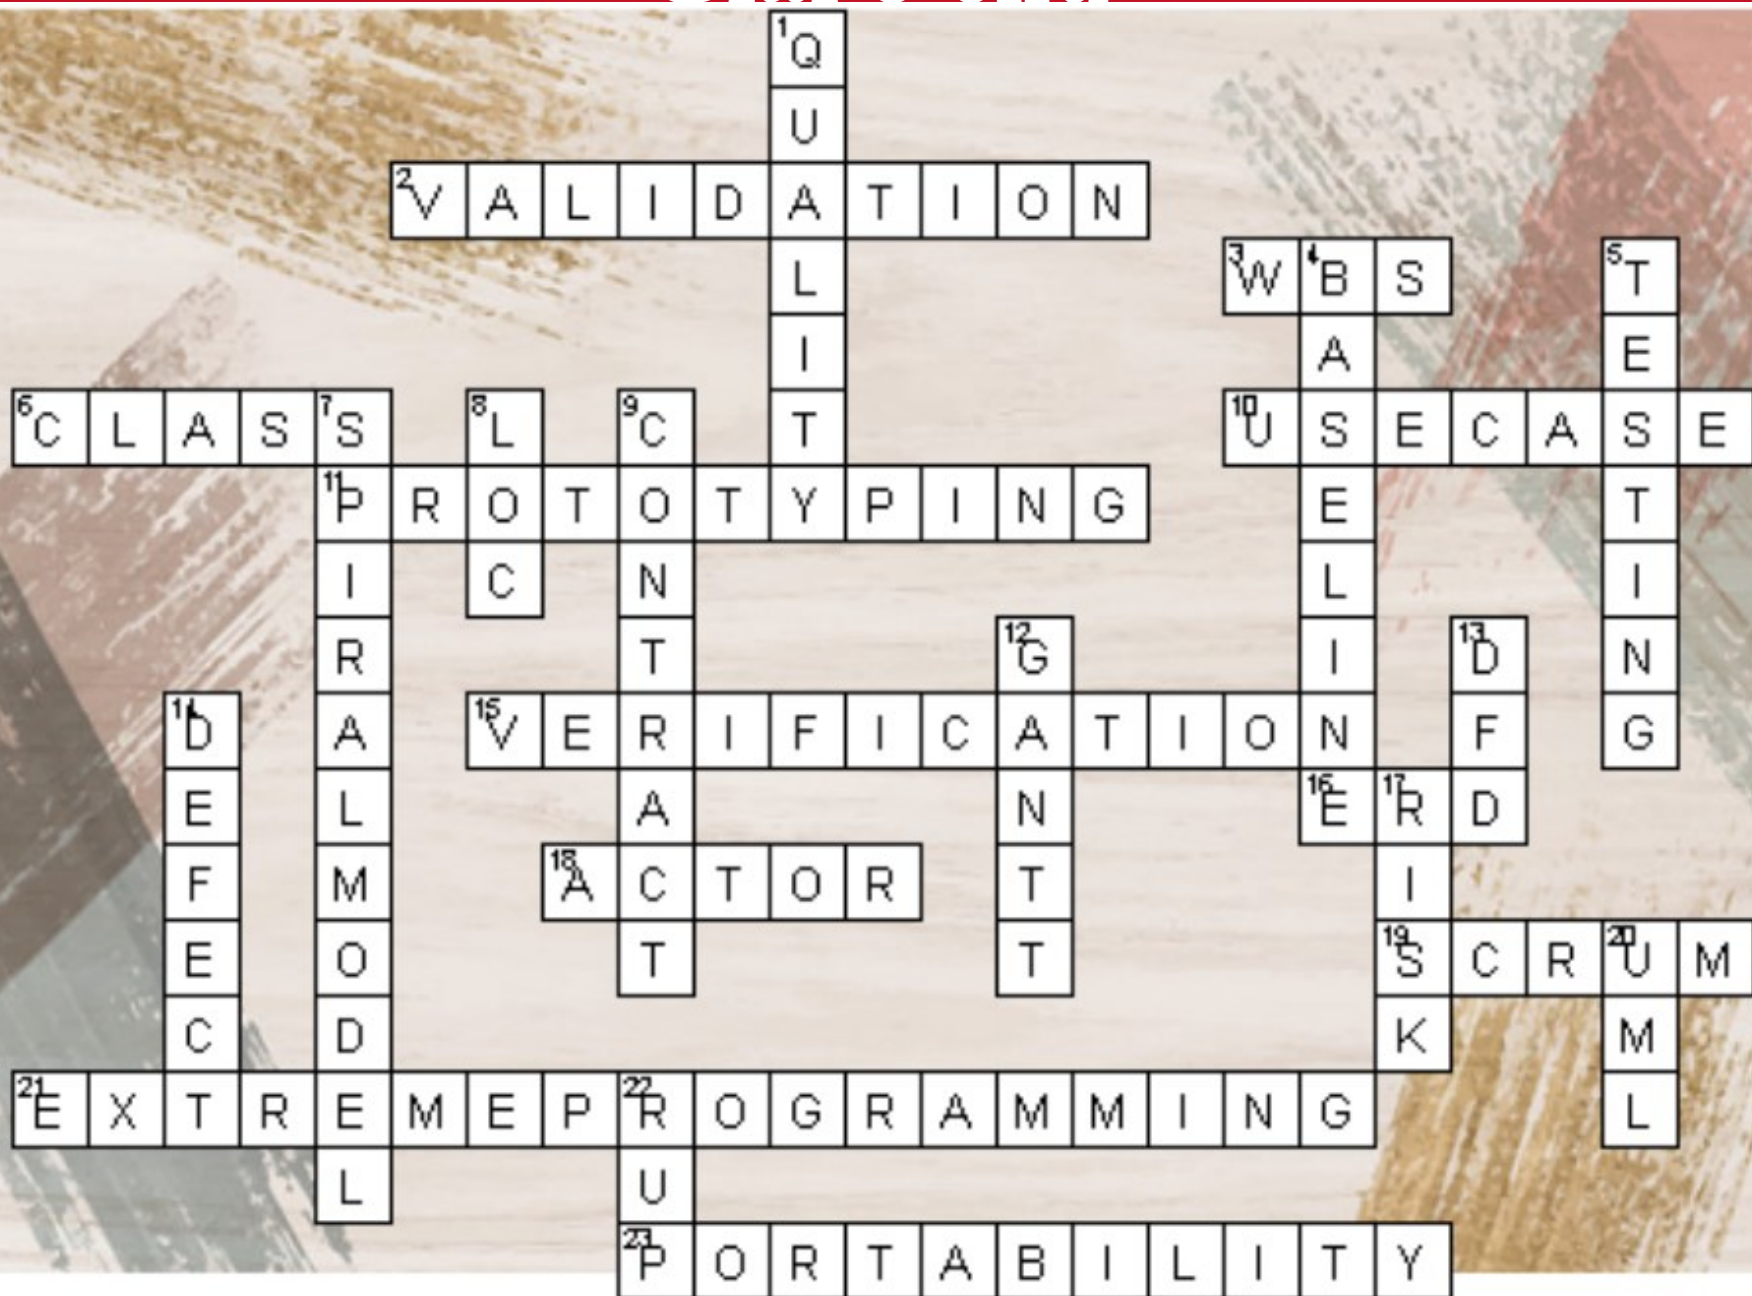 1Q
U
2VALIDATION
L 3W4BS 5T
I A E
6CLAS7S 8L 9C T 10USECASE
11PROTOTYPING E T
I C N L I
R T 12G I 13D N
14D A 15VERIFICATION F G
E L A N 16E17RD
F M 18ACTOR T I
E O T T 19SCR20UM
C D K M
21EXTREMEP22ROGRAMMING L
L U
23PORTABILITY